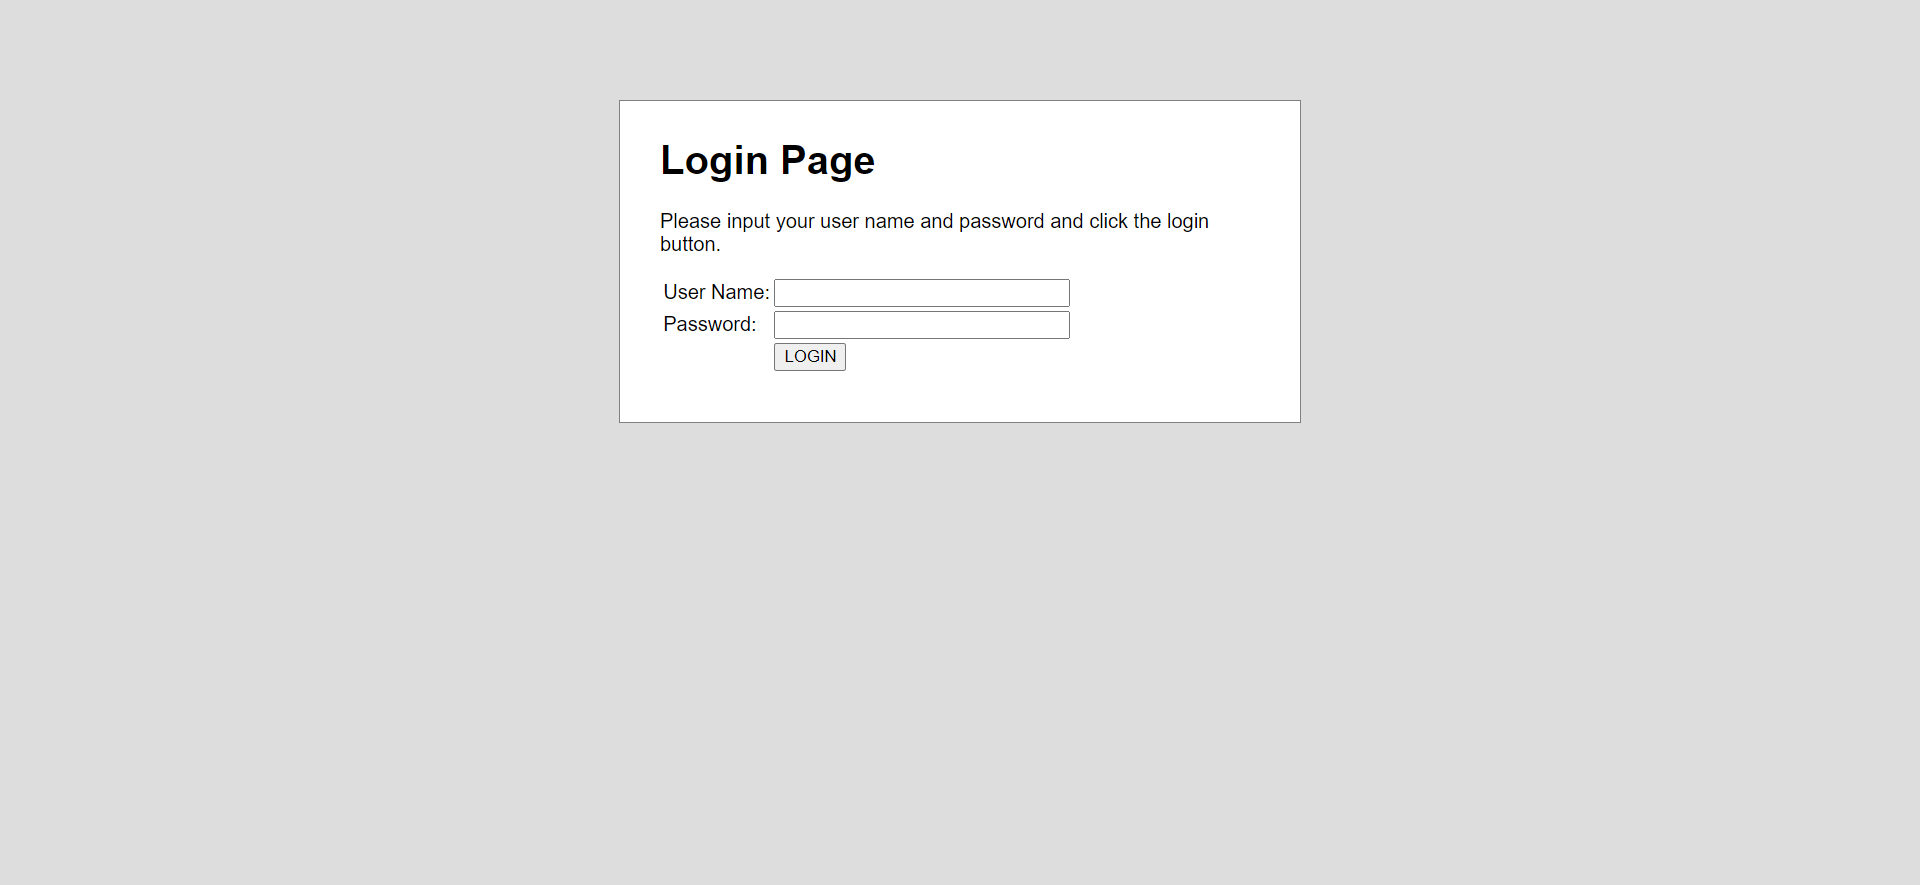 Login Page
Please input your user name and password and click the login
button.
User Name:
Password:
LOGIN